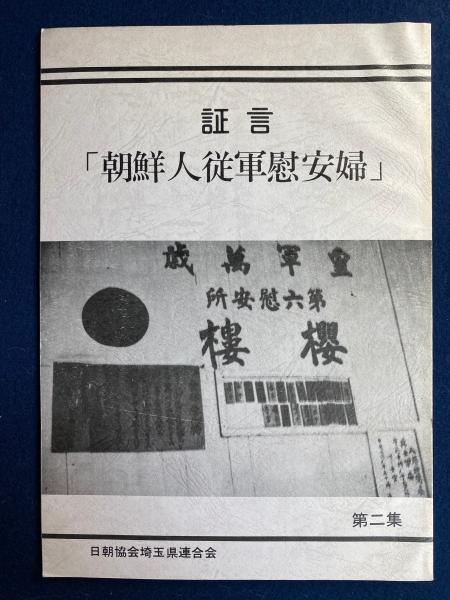 証言
「朝鮮人従軍慰安婦」
歳萬軍皇
所安慰六第
樓櫻
第二集
日朝協会埼玉県連合会